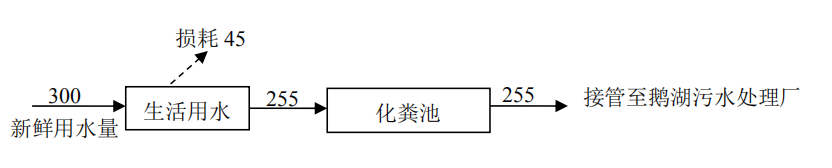 损耗 45
300
新鲜用水量
生活用水
255
化粪池
255
接管至鹅湖污水处理厂